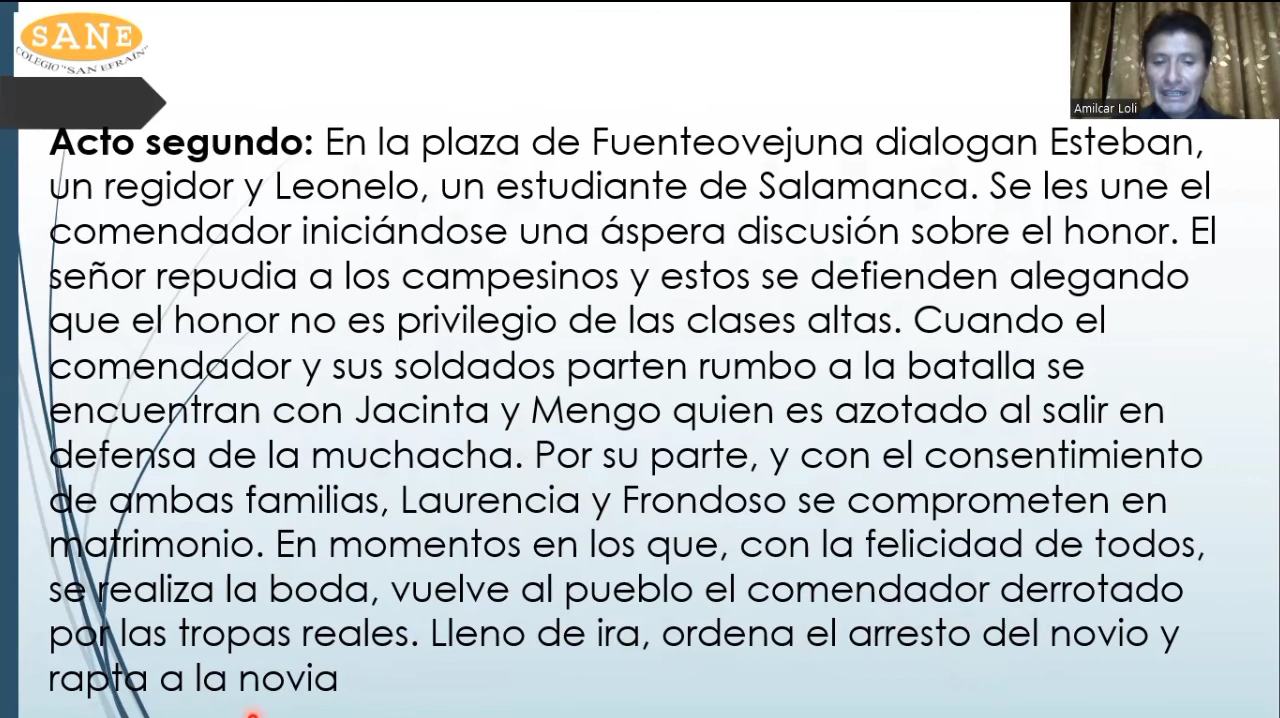 SANE
COLEGIO "SAN EFRAÍN"
Amilcar Loli
Acto segundo: En la plaza de Fuenteovejuna dialogan Esteban,
un regidor y Leonelo, un estudiante de Salamanca. Se les une el
comendador iniciándose una áspera discusión sobre el honor. El
señor repudia a los campesinos y estos se defienden alegando
que el honor no es privilegio de las clases altas. Cuando el
comendador y sus soldados parten rumbo a la batalla se
encuentran con Jacinta y Mengo quien es azotado al salir en
defensa de la muchacha. Por su parte, y con el consentimiento
de ambas familias, Laurencia y Frondoso se comprometen en
matrimonio. En momentos en los que, con la felicidad de todos,
se realiza la boda, vuelve al pueblo el comendador derrotado
por las tropas reales. Lleno de ira, ordena el arresto del novio y
rapta a la novia